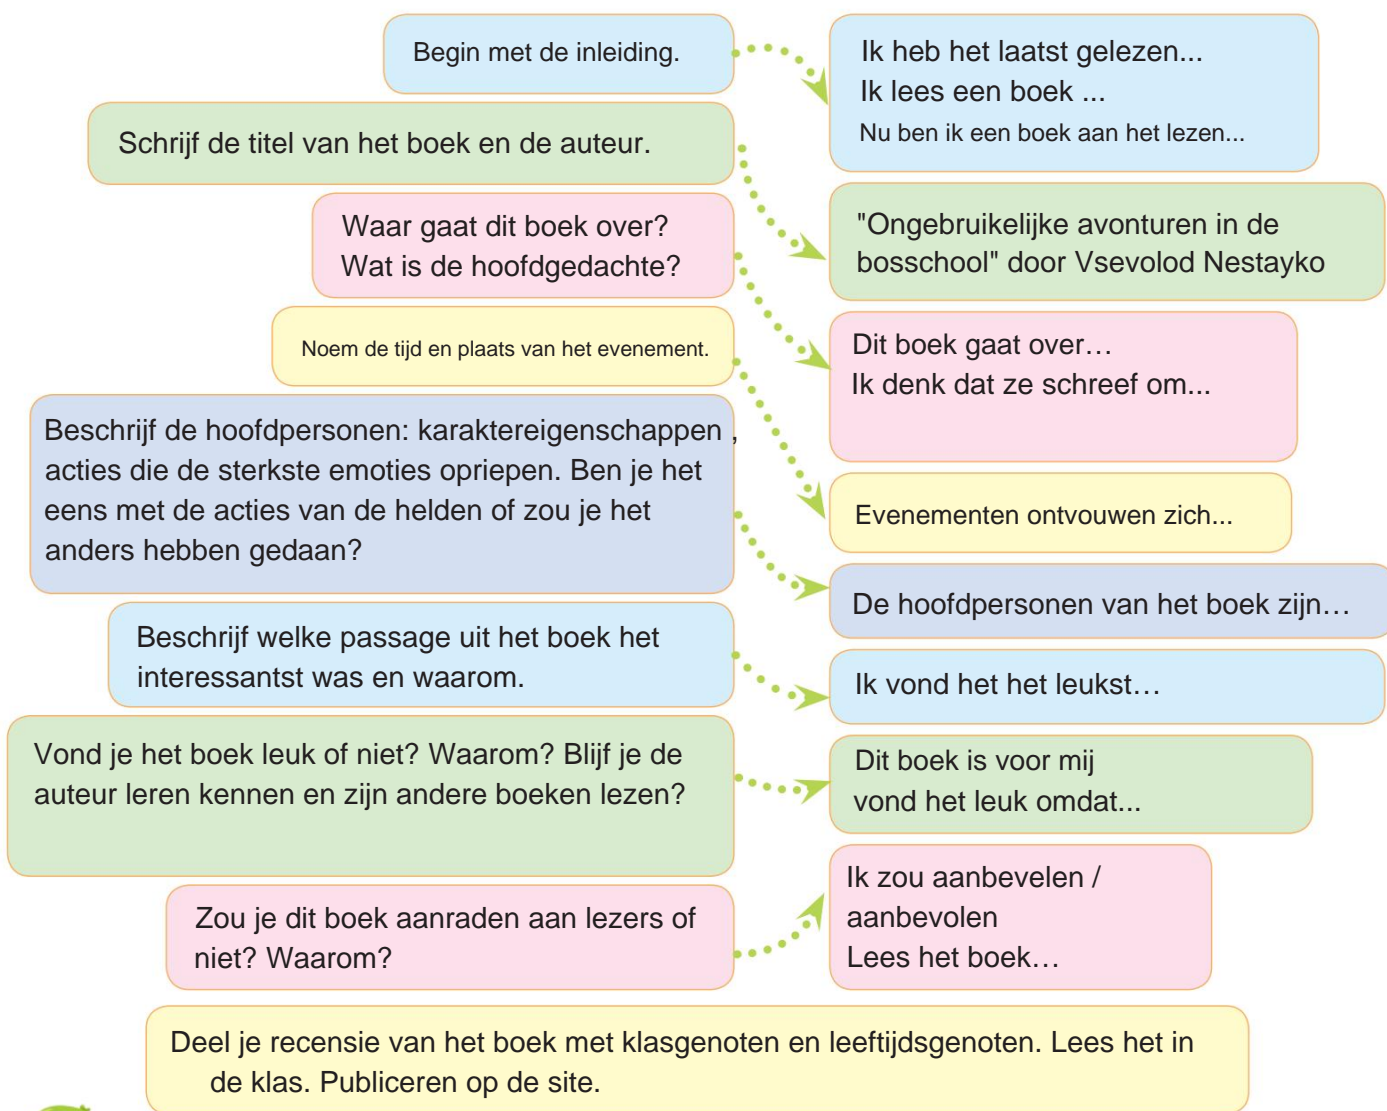 Begin met de inleiding.
Ik heb het laatst gelezen...
Ik lees een boek ...
Nu ben ik een boek aan het lezen...
Schrijf de titel van het boek en de auteur.
"Ongebruikelijke avonturen in de
bosschool" door Vsevolod Nestayko
Waar gaat dit boek over?
Wat is de hoofdgedachte?
Dit boek gaat over…
Ik denk dat ze schreef om...
Noem de tijd en plaats van het evenement.
Evenementen ontvouwen zich...
Beschrijf de hoofdpersonen: karaktereigenschappen ,
acties die de sterkste emoties opriepen. Ben je het
eens met de acties van de helden of zou je het
anders hebben gedaan?
De hoofdpersonen van het boek zijn…
Beschrijf welke passage uit het boek het
interessantst was en waarom.
Ik vond het het leukst…
Vond je het boek leuk of niet? Waarom? Blijf je de
auteur leren kennen en zijn andere boeken lezen?
Dit boek is voor mij
vond het leuk omdat...
Zou je dit boek aanraden aan lezers of
niet? Waarom?
Ik zou aanbevelen /
aanbevolen
Lees het boek…
Deel je recensie van het boek met klasgenoten en leeftijdsgenoten. Lees het in
de klas. Publiceren op de site.